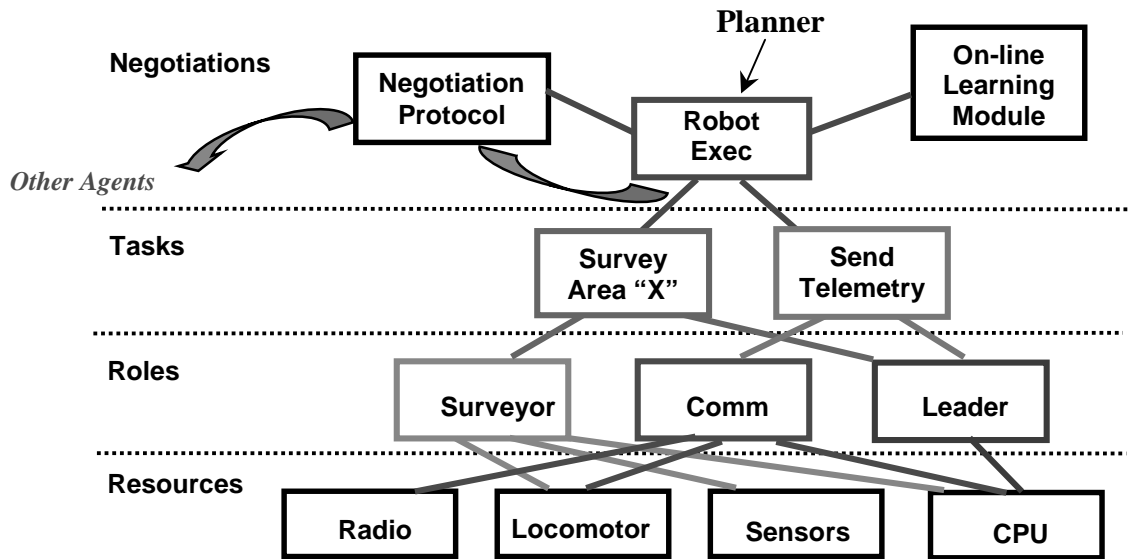 Planner
Negotiations
Negotiation
Protocol
On-line
Learning
Module
Robot
Exec
Other Agents
Tasks
Survey
Area “X”
Send
Telemetry
Roles
Surveyor
Comm
Leader
Resources
Radio
Locomotor
Sensors
CPU